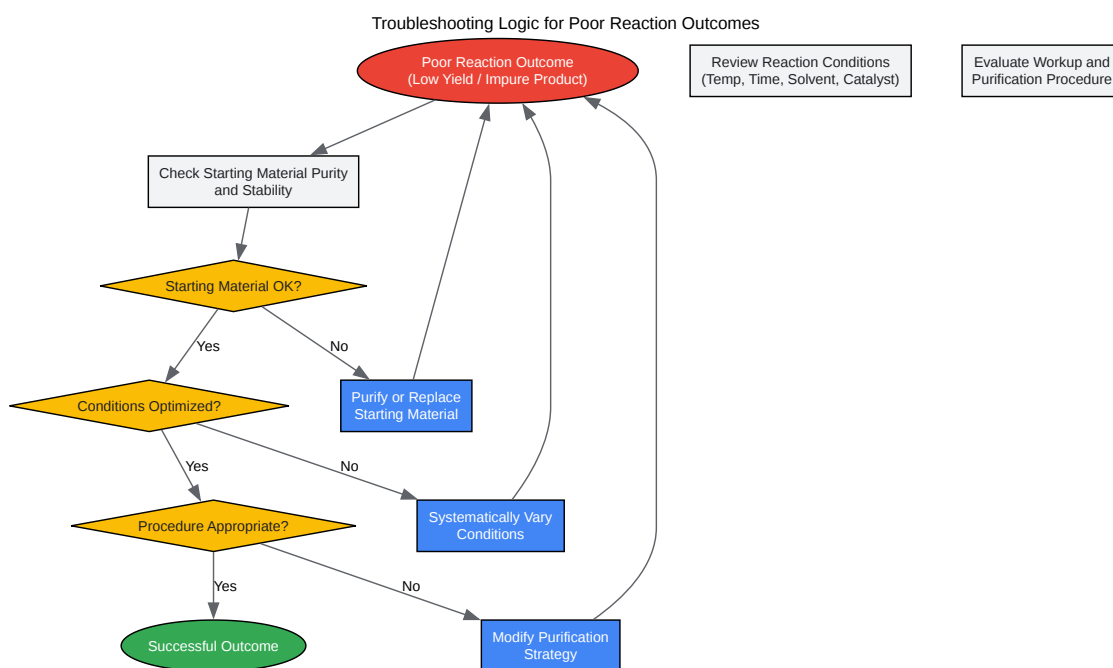 Troubleshooting Logic for Poor Reaction Outcomes
Poor Reaction Outcome
(Low Yield / Impure Product)
Review Reaction Conditions
(Temp, Time, Solvent, Catalyst)
Evaluate Workup and
Purification Procedure
Check Starting Material Purity
and Stability
Starting Material OK?
Yes
No
Purify or Replace
Starting Material
Conditions Optimized?
Yes
No
Systematically Vary
Conditions
Procedure Appropriate?
Yes
No
Successful Outcome
Modify Purification
Strategy